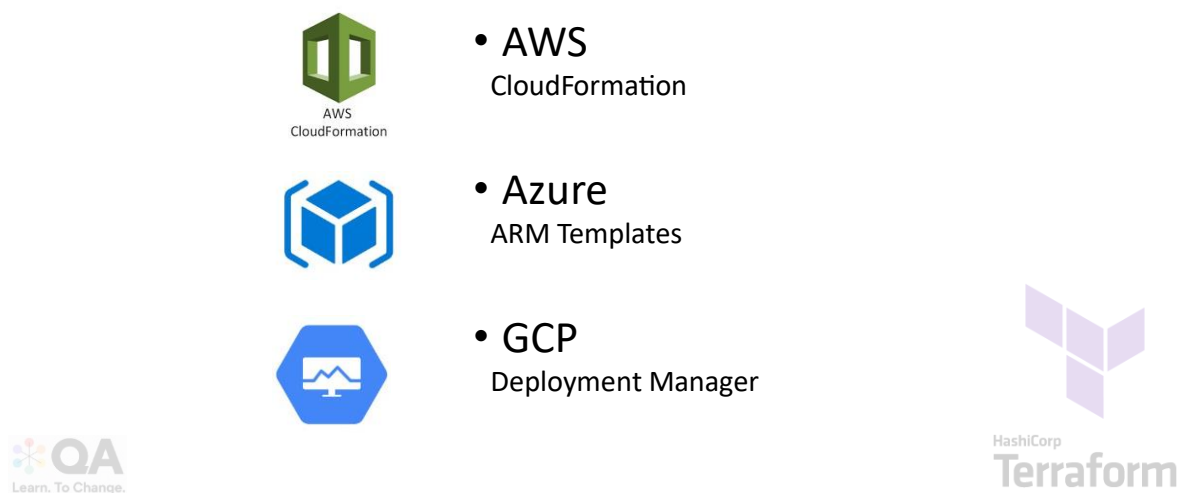 AWS
CloudFormation
• AWS
CloudFormation
• Azure
ARM Templates
• GCP
Deployment Manager
QA
Learn. To Change.
HashiCorp
Terraform